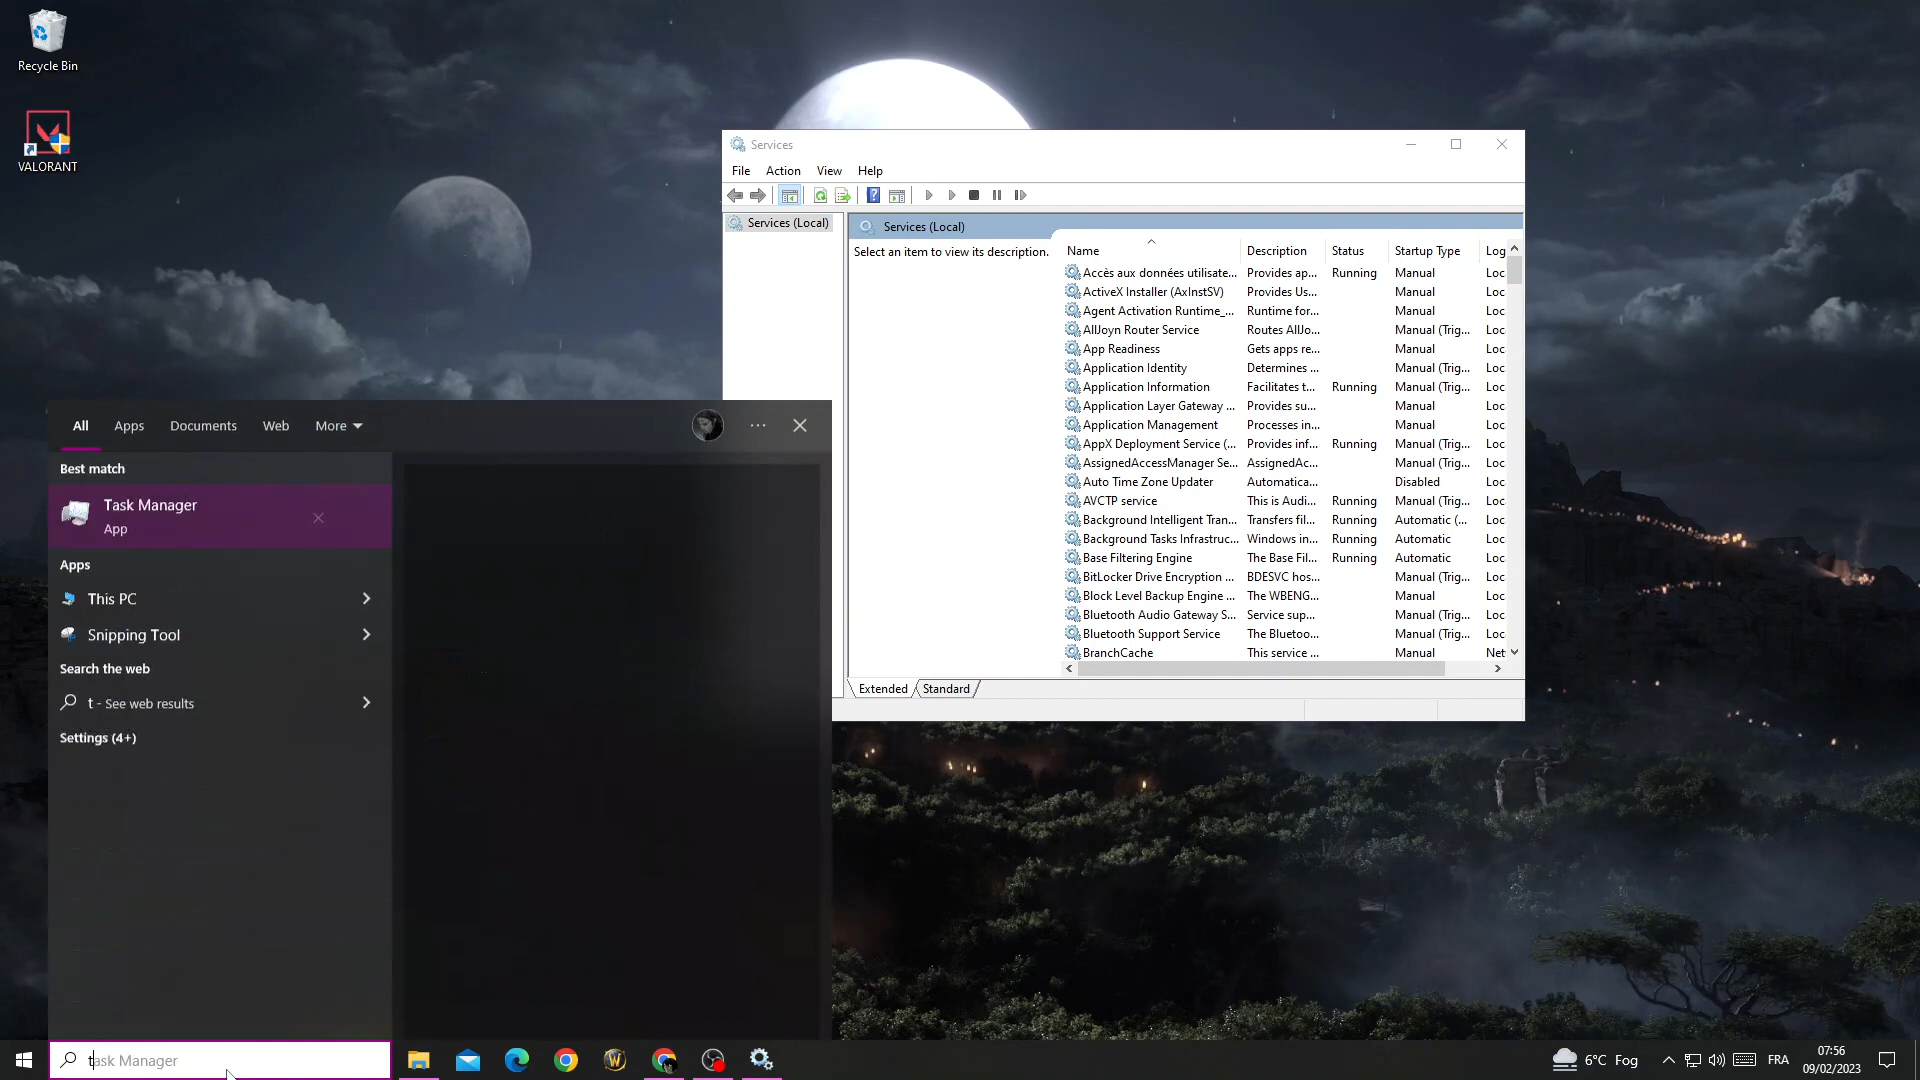 Recycle Bin
VALORANT
Services
File Action View Help
Services (Local)
Services (Local)
Select an item to view its description.
Name Description Status Startup Type Log
Accès aux données utilisate... Provides ap... Running Manual Loc
ActiveX Installer (AxInstSV) Provides Us... Manual Loc
Agent Activation Runtime_... Runtime for... Manual Loc
AllJoyn Router Service Routes AllJo... Manual (Trig... Loc
App Readiness Gets apps re... Manual Loc
Application Identity Determines ... Manual (Trig... Loc
Application Information Facilitates t... Running Manual (Trig... Loc
Application Layer Gateway ... Provides su... Manual Loc
Application Management Processes in... Manual Loc
AppX Deployment Service (... Provides inf... Running Manual (Trig... Loc
AssignedAccessManager Se... AssignedAc... Manual (Trig... Loc
Auto Time Zone Updater Automatica... Disabled Loc
AVCTP service This is Audi... Running Manual (Trig... Loc
Background Intelligent Tran... Transfers fil... Running Automatic (... Loc
Background Tasks Infrastruc... Windows in... Running Automatic Loc
Base Filtering Engine The Base Fil... Running Automatic Loc
BitLocker Drive Encryption ... BDESVC hos... Manual (Trig... Loc
Block Level Backup Engine ... The WBENG... Manual Loc
Bluetooth Audio Gateway S... Service sup... Manual (Trig... Loc
Bluetooth Support Service The Bluetoo... Manual (Trig... Loc
BranchCache This service ... Manual Net
Extended Standard
All Apps Documents Web More
Best match
Task Manager
App
Apps
This PC
Snipping Tool
Search the web
t - See web results
Settings (4+)
task Manager
6°C Fog
FRA
07:56
09/02/2023